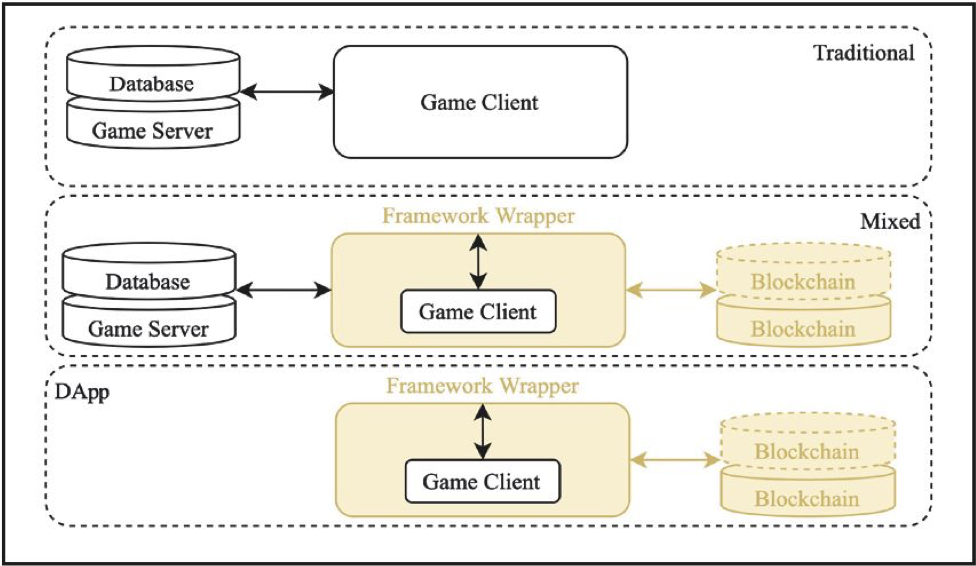 Traditional
Database
Game Server
Game Client
Mixed
Framework Wrapper
Database
Game Server
Game Client
Blockchain
Blockchain
DApp
Framework Wrapper
Game Client
Blockchain
Blockchain